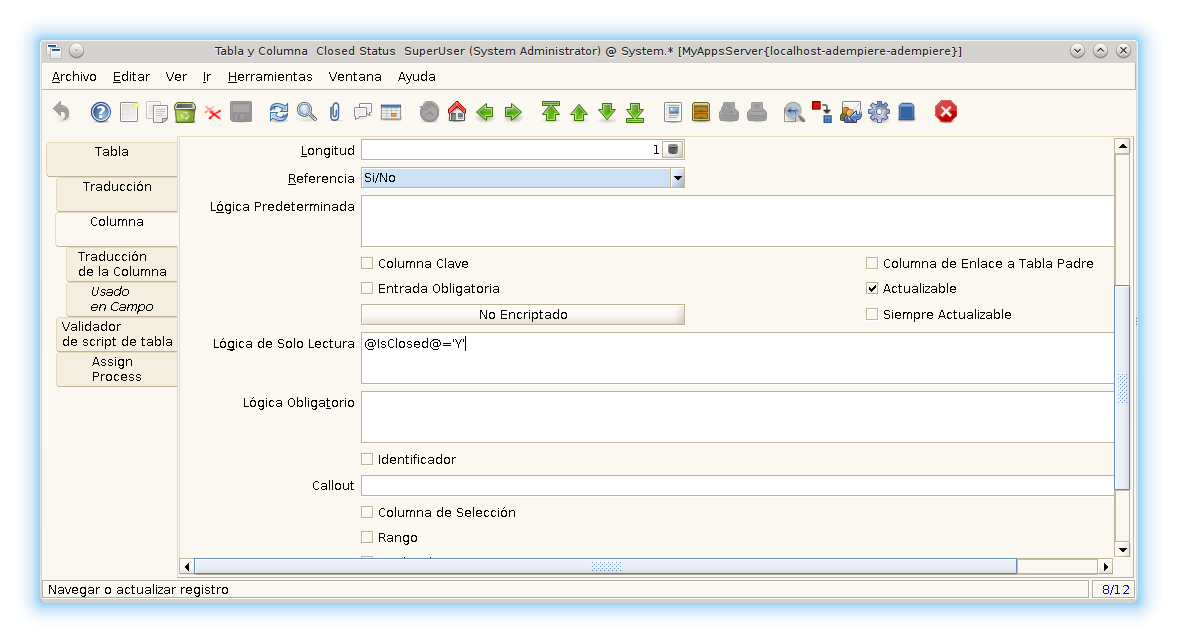 Tabla y Columna  Closed Status  SuperUser (System Administrator) @ System.* [MyAppsServer{localhost-adempiere-adempiere}]
Archivo Editar Ver Ir Herramientas Ventana Ayuda
Tabla
Traducción
Columna
Traducción
de la Columna
Usado
en Campo
Validador
de script de tabla
Assign
Process
Longitud 1
Referencia Si/No
Lógica Predeterminada
Columna Clave Columna de Enlace a Tabla Padre
Entrada Obligatoria Actualizable
No Encriptado Siempre Actualizable
Lógica de Solo Lectura @IsClosed@='Y'
Lógica Obligatorio
Identificador
Callout
Columna de Selección
Rango
Navegar o actualizar registro 8/12